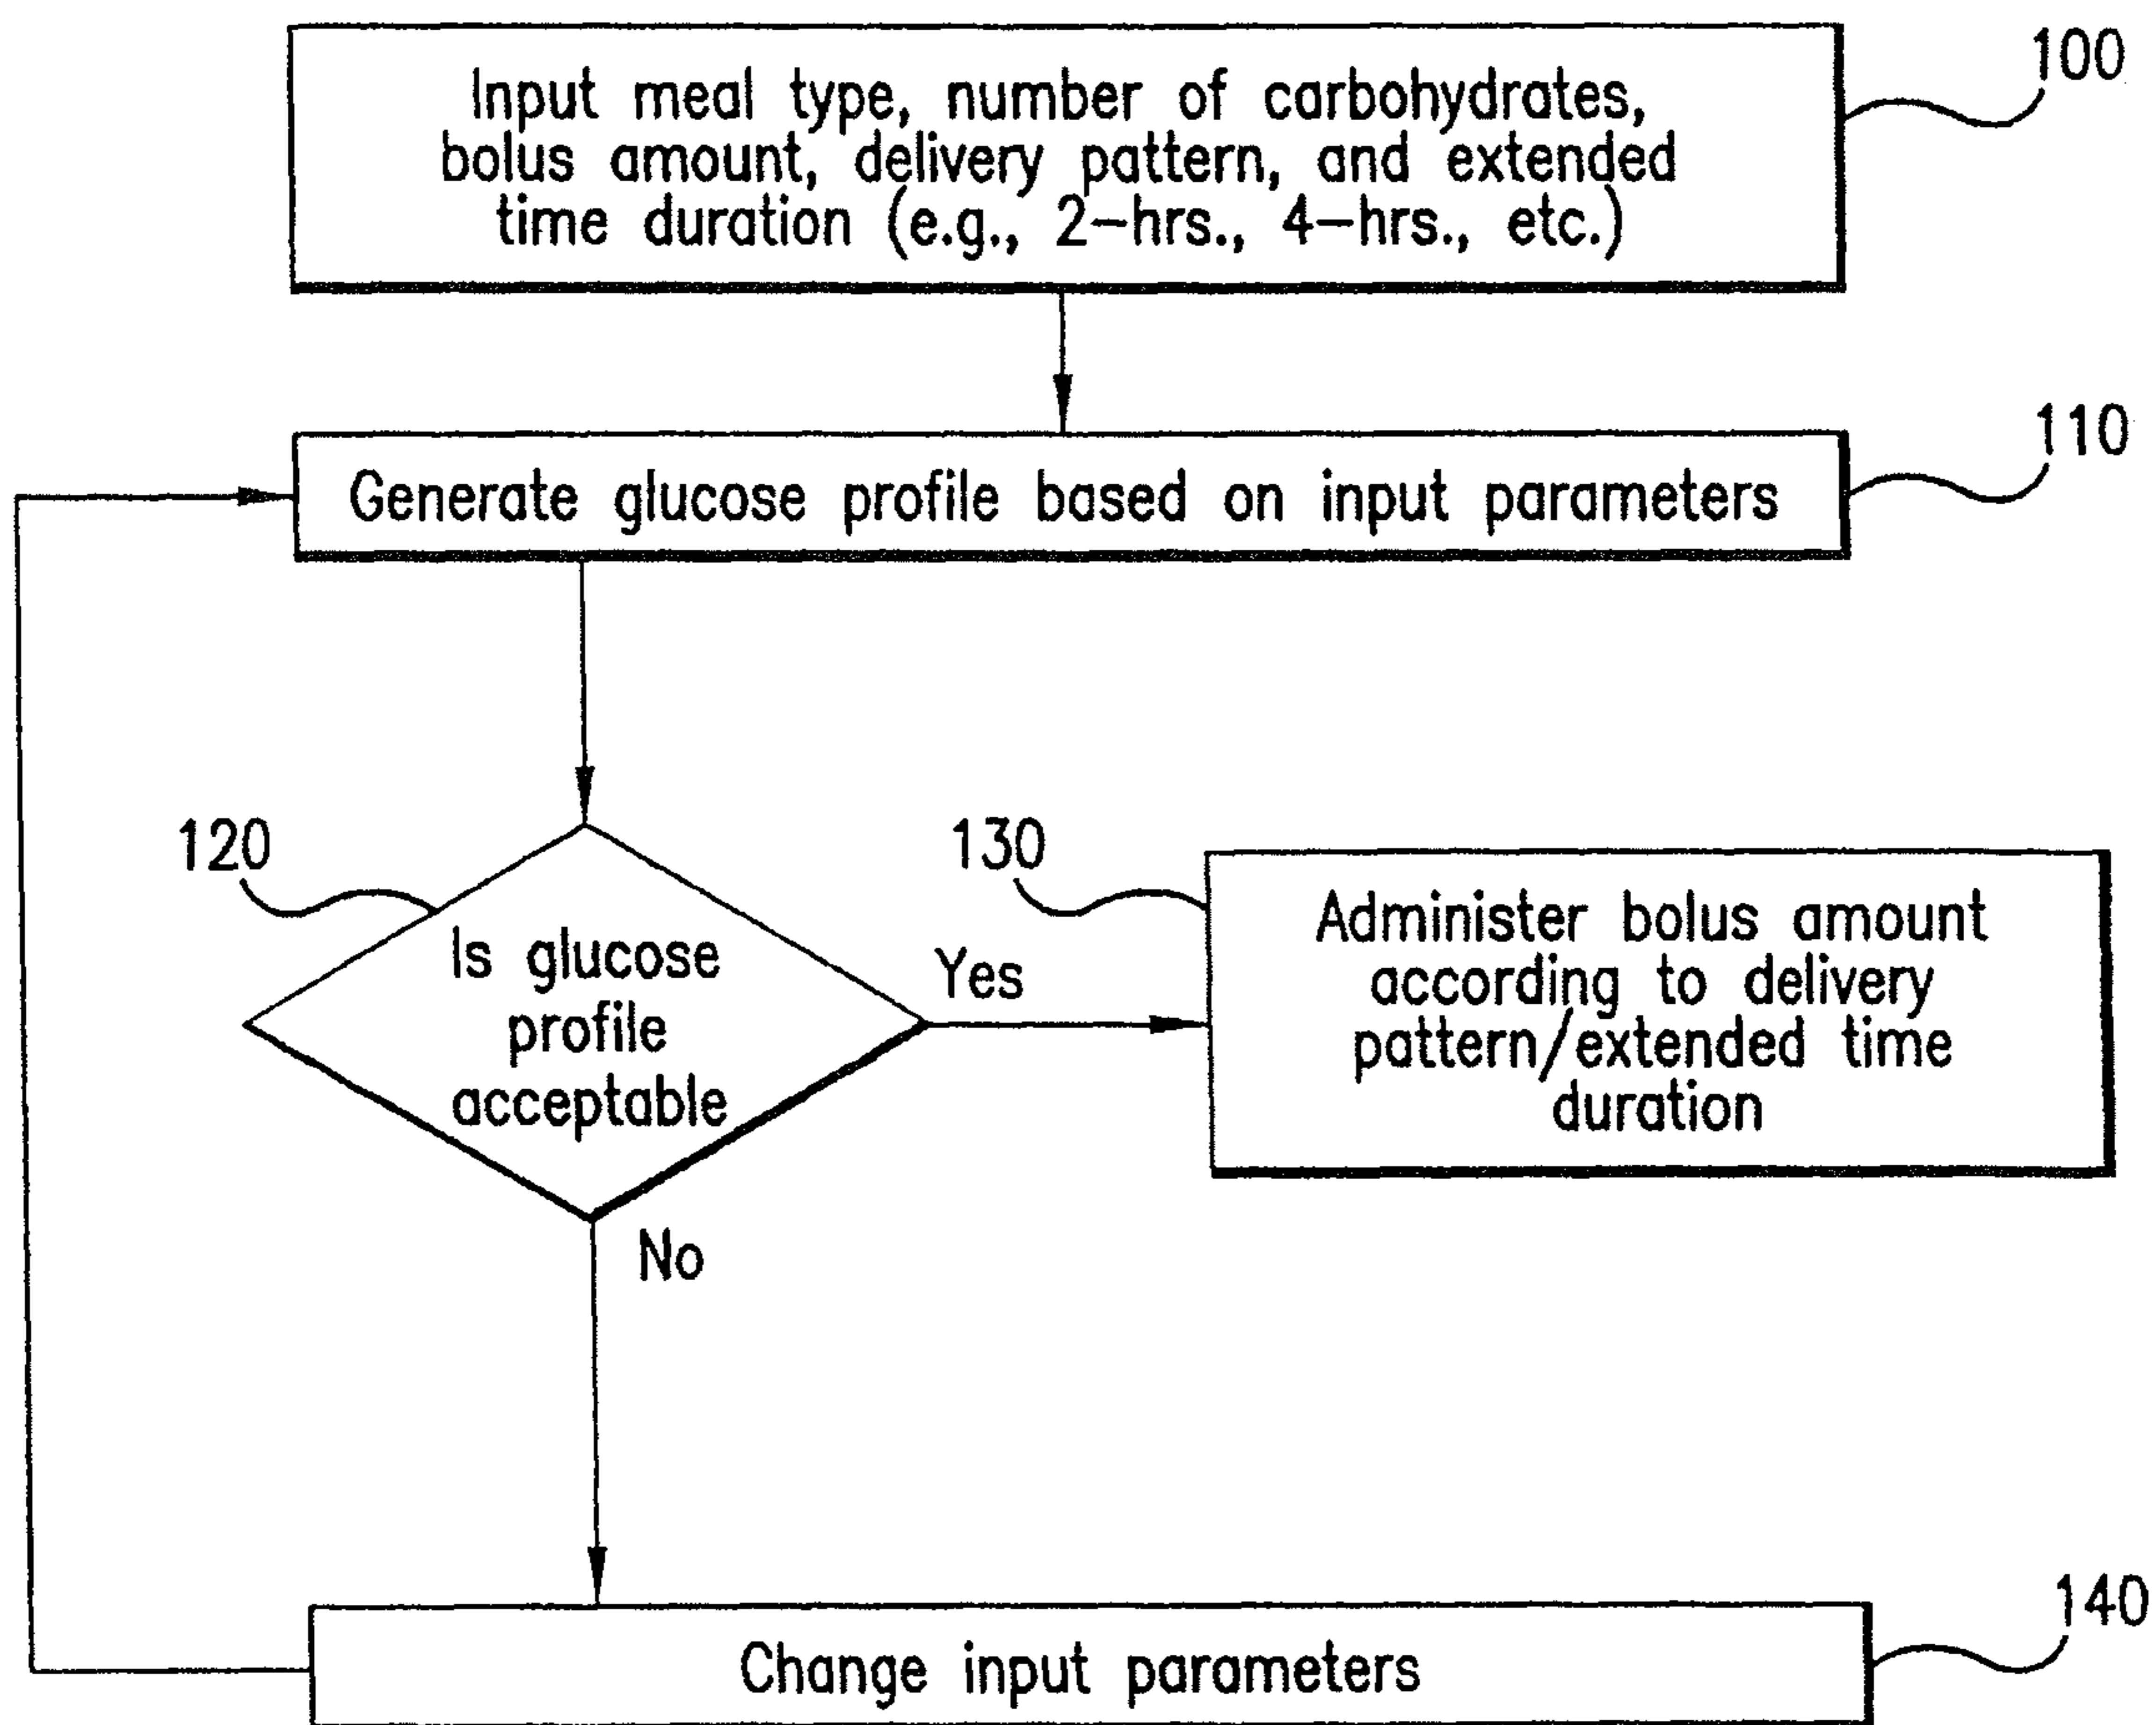 100
Input meal type, number of carbohydrates,
bolus amount, delivery pattern, and extended
time duration (e.g., 2-hrs., 4-hrs., etc.)
110
Generate glucose profile based on input parameters
120
Is glucose
profile
acceptable
Yes
No
130
Administer bolus amount
according to delivery
pattern/extended time
duration
140
Change input parameters